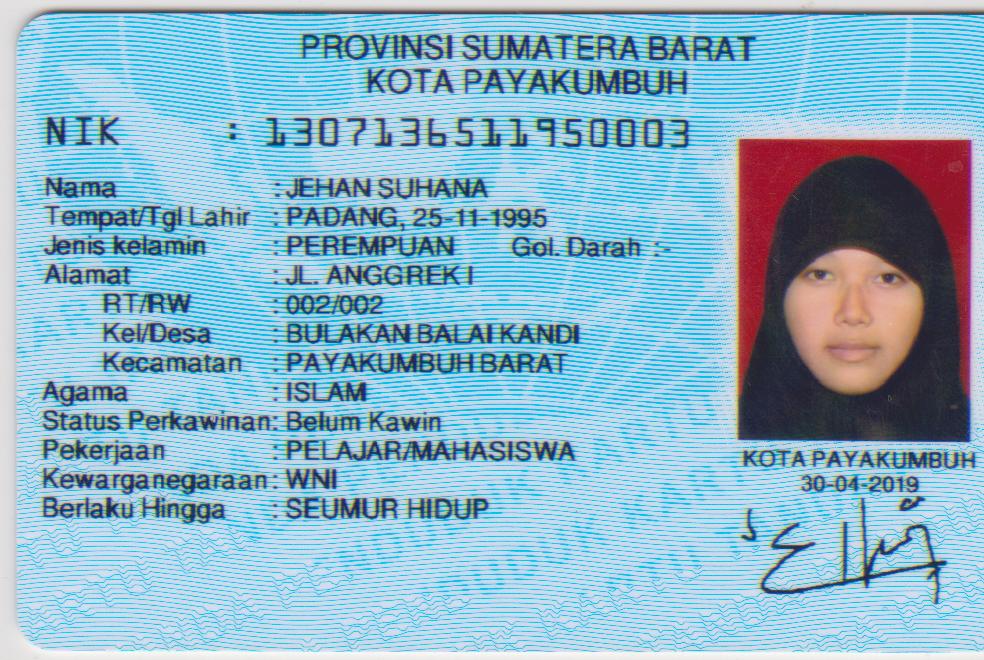 PROVINSI SUMATERA BARAT
KOTA PAYAKUMBUH
NIK : 1307136511950003
Nama : JEHAN SUHANA
Tempat/Tgl Lahir : PADANG, 25-11-1995
Jenis kelamin : PEREMPUAN Gol. Darah :-
Alamat : JL. ANGGREK I
RT/RW : 002/002
Kel/Desa : BULAKAN BALAI KANDI
Kecamatan : PAYAKUMBUH BARAT
Agama : ISLAM
Status Perkawinan: Belum Kawin
Pekerjaan : PELAJAR/MAHASISWA
Kewarganegaraan: WNI
Berlaku Hingga : SEUMUR HIDUP
KOTA PAYAKUMBUH
30-04-2019